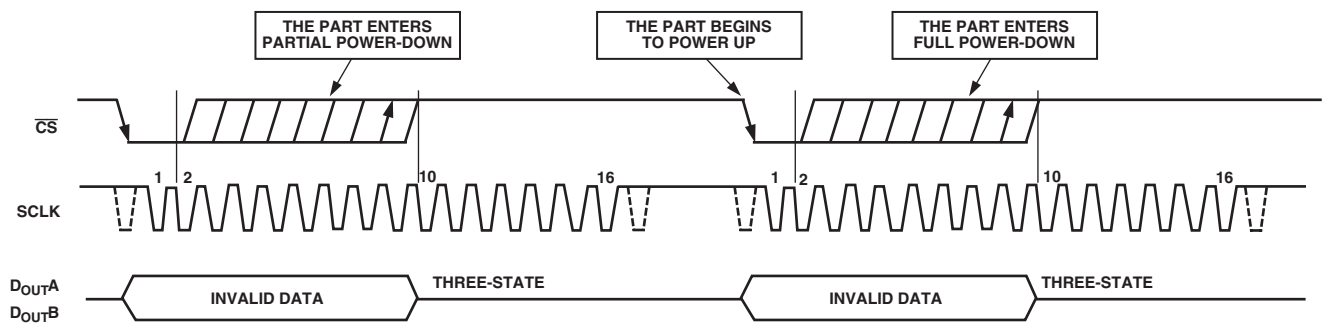 THE PART ENTERS
PARTIAL POWER-DOWN
THE PART BEGINS
TO POWER UP
THE PART ENTERS
FULL POWER-DOWN
CS
SCLK
1 2 10 16 1 2 10 16
DOUTA
DOUTB
INVALID DATA
THREE-STATE
INVALID DATA
THREE-STATE